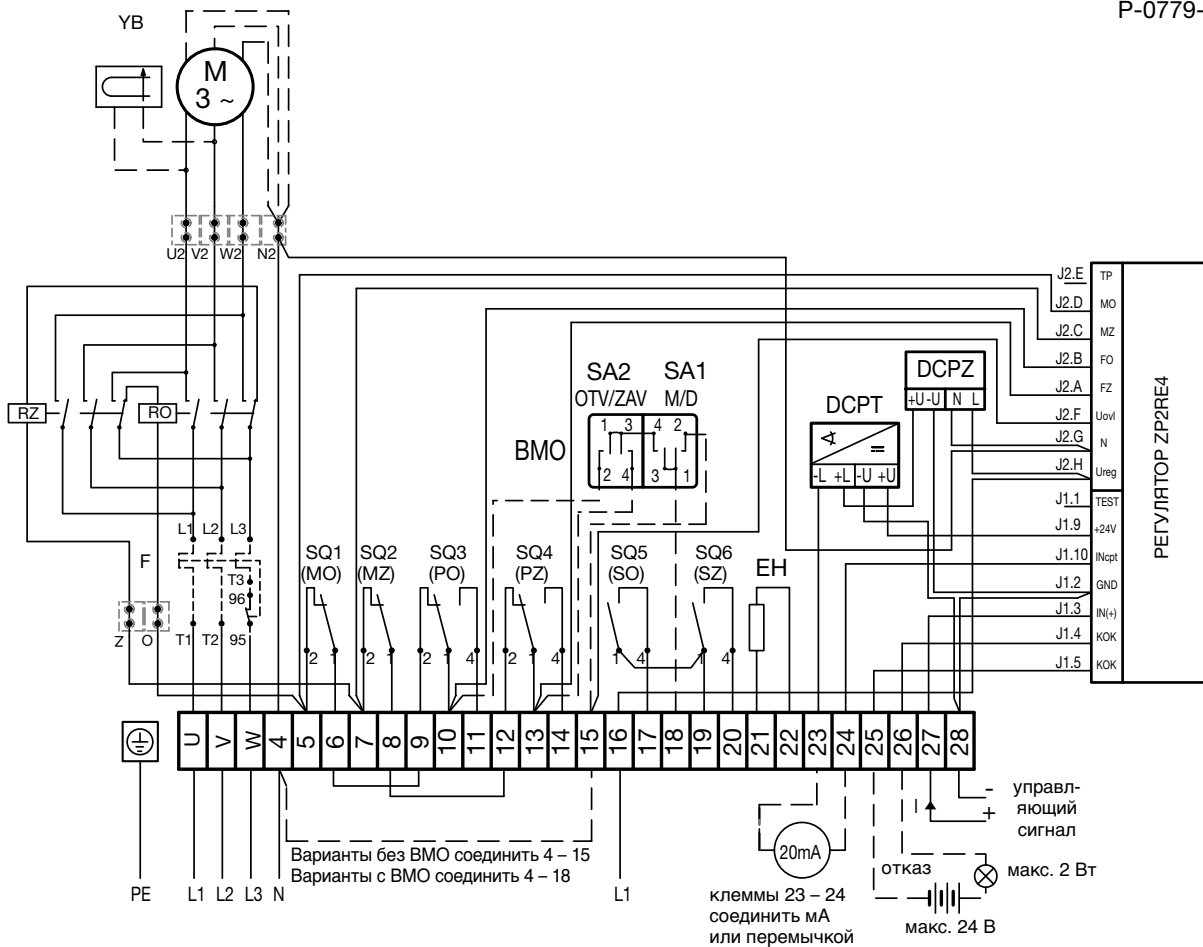 P-0779-
YB
M
3 ~
U2 V2 W2 N2
J2.E TP
J2.D MO
J2.C MZ
J2.B FO
J2.A FZ
J2.F Uovl
J2.G N
J2.H Ureg
J1.1 TEST
J1.9 +24V
J1.10 INcpt
J1.2 GND
J1.3 IN(+)
J1.4 KOK
J1.5 KOK
РЕГУЛЯТОР ZP2RE4
DCPZ
+U -U N L
DCPT
-L +L -U +U
SA2 SA1
OTV/ZAV M/D
BMO
1 3 4 2
2 4 3 1
RZ RO
L1 L2 L3
F
T3
96
Z O T1 T2 95
SQ1 SQ2 SQ3 SQ4 SQ5 SQ6
(MO) (MZ) (PO) (PZ) (SO) (SZ)
EH
2 1 2 1 2 1 4 2 1 4 1 4 1 4
U V W 4 5 6 7 8 9 10 11 12 13 14 15 16 17 18 19 20 21 22 23 24 25 26 27 28
Варианты без BMO соединить 4 – 15
Варианты с BMO соединить 4 – 18
PE L1 L2 L3 N L1
20mA
клеммы 23 – 24
соединить мА
или перемычкой
I
-
+
управл-
яющий
сигнал
отказ
макс. 2 Вт
макс. 24 В